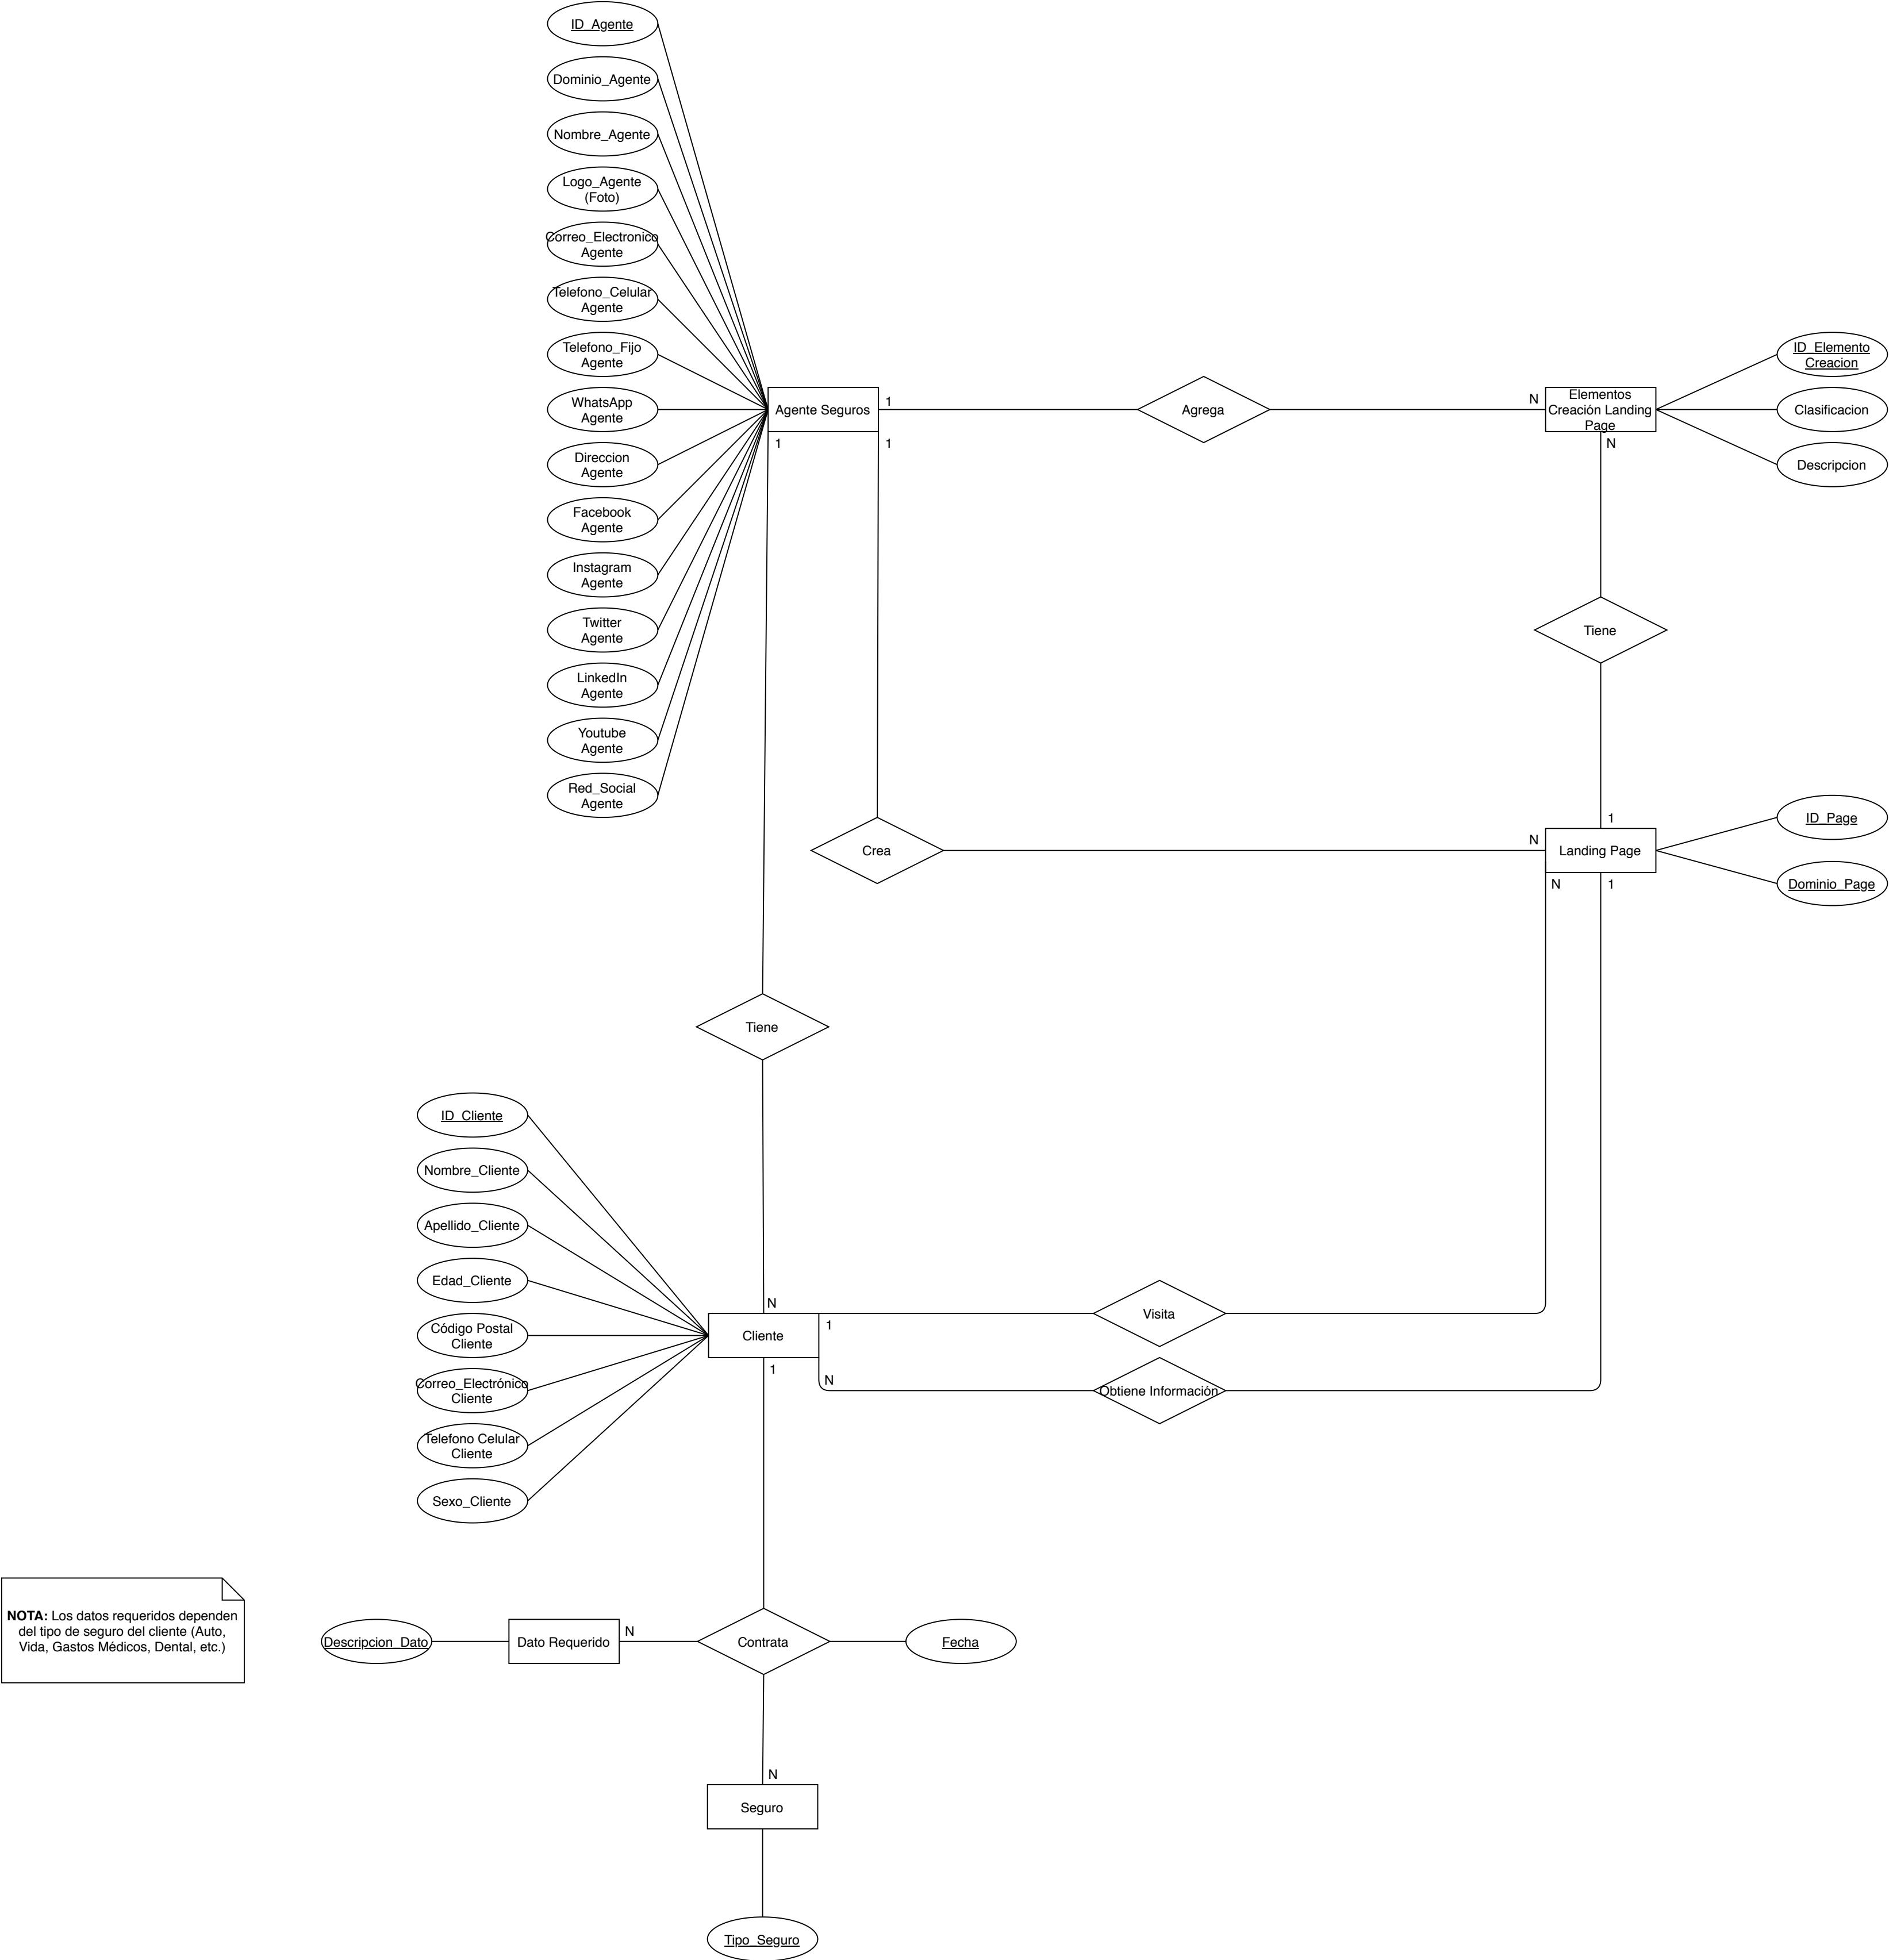 ID_Agente
Dominio_Agente
Nombre_Agente
Logo_Agente
(Foto)
Correo_Electronico
Agente
Telefono_Celular
Agente
Telefono_Fijo
Agente
WhatsApp
Agente
Direccion
Agente
Facebook
Agente
Instagram
Agente
Twitter
Agente
LinkedIn
Agente
Youtube
Agente
Red_Social
Agente
Agente Seguros
1
1
1
Agrega
N
Elementos
Creación Landing
Page
N
ID_Elemento
Creacion
Clasificacion
Descripcion
Tiene
1
Crea
N
Landing Page
N
1
ID_Page
Dominio_Page
Tiene
N
ID_Cliente
Nombre_Cliente
Apellido_Cliente
Edad_Cliente
Código Postal
Cliente
Correo_Electrónico
Cliente
Telefono Celular
Cliente
Sexo_Cliente
Cliente
1
1
N
Visita
Obtiene Información
NOTA: Los datos requeridos dependen
del tipo de seguro del cliente (Auto,
Vida, Gastos Médicos, Dental, etc.)
Descripcion_Dato
Dato Requerido
N
Contrata
Fecha
N
Seguro
Tipo_Seguro